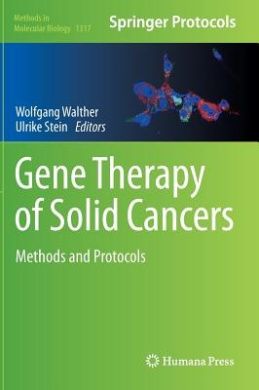 Methods in
Molecular Biology 1317
Springer Protocols
Wolfgang Walther
Ulrike Stein Editors
Gene Therapy
of Solid Cancers
Methods and Protocols
Humana Press